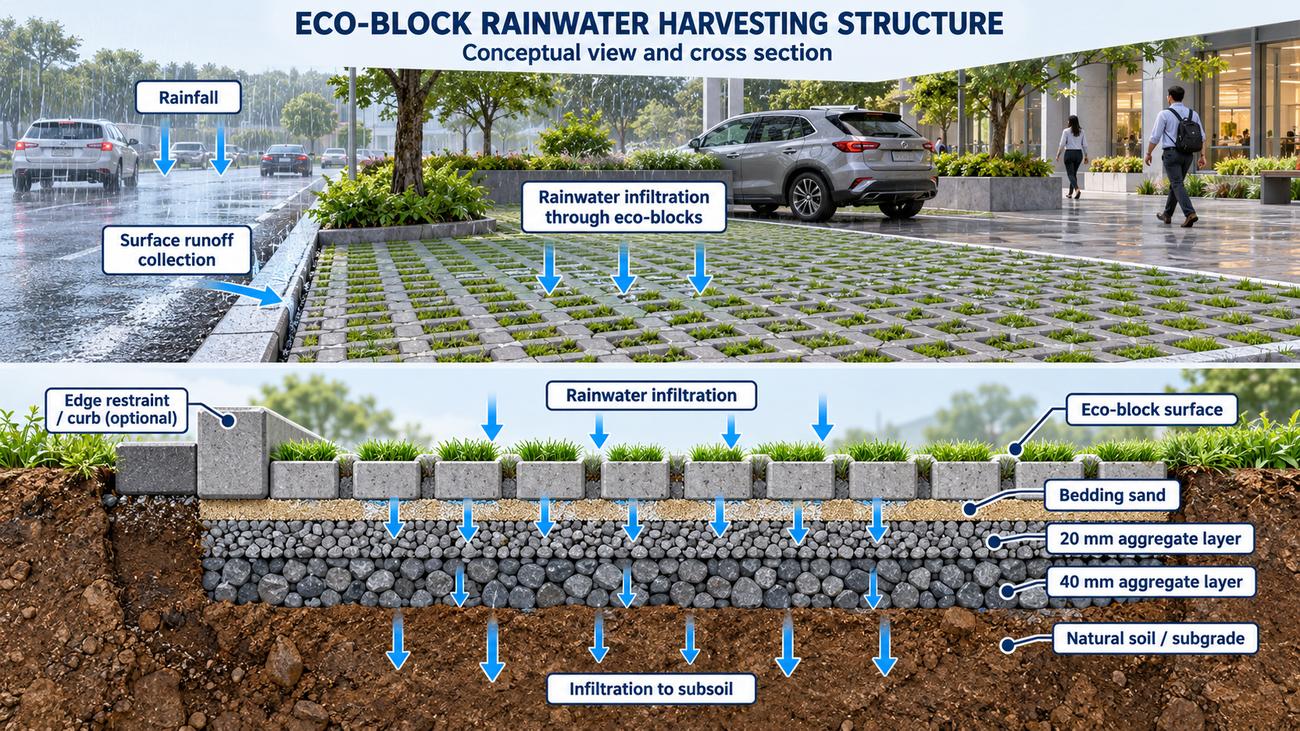 ECO-BLOCK RAINWATER HARVESTING STRUCTURE
Conceptual view and cross section
Rainfall
Rainwater infiltration
through eco-blocks
Surface runoff
collection
Edge restraint
/ curb (optional)
Rainwater infiltration
Eco-block surface
Bedding sand
20 mm aggregate layer
40 mm aggregate layer
Natural soil / subgrade
Infiltration to subsoil